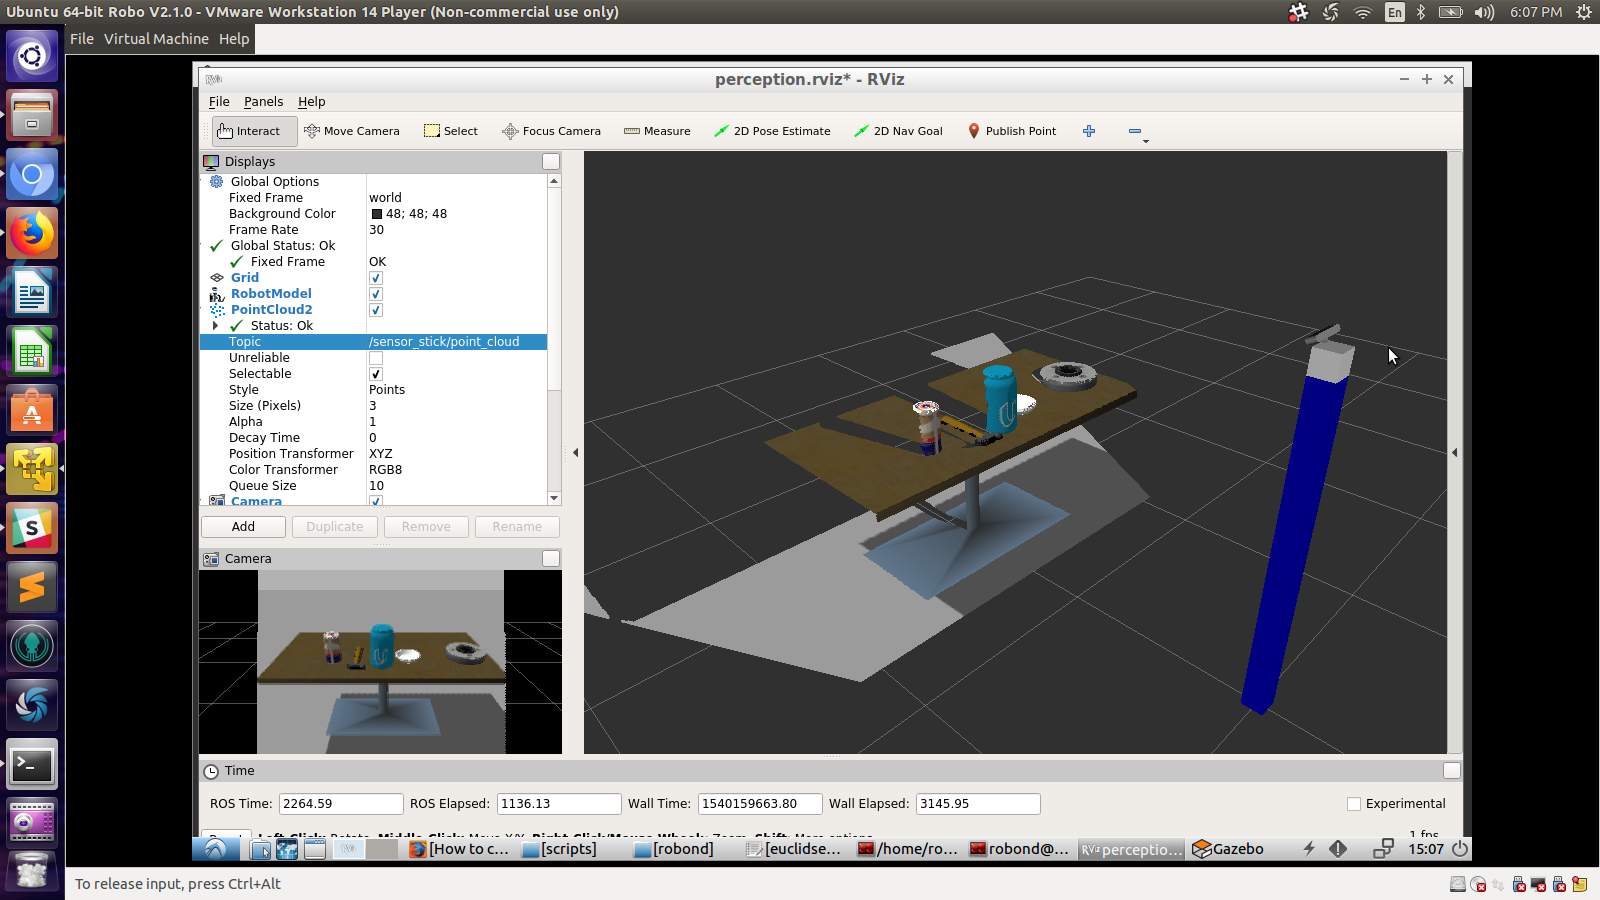 Ubuntu 64-bit Robo V2.1.0 - VMware Workstation 14 Player (Non-commercial use only)
En
6:07 PM
File Virtual Machine Help
perception.rviz* - RViz
File Panels Help
Interact Move Camera Select Focus Camera Measure 2D Pose Estimate 2D Nav Goal Publish Point
Displays
Global Options
Fixed Frame world
Background Color 48; 48; 48
Frame Rate 30
Global Status: Ok
Fixed Frame OK
Grid
RobotModel
PointCloud2
Status: Ok
Topic /sensor_stick/point_cloud
Unreliable
Selectable
Style Points
Size (Pixels) 3
Alpha 1
Decay Time 0
Position Transformer XYZ
Color Transformer RGB8
Queue Size 10
Camera
Add Duplicate Remove Rename
Camera
Time
ROS Time: 2264.59 ROS Elapsed: 1136.13 Wall Time: 1540159663.80 Wall Elapsed: 3145.95 Experimental
Left-Click: Rotate. Middle-Click: Move X/Y. Right-Click/Mouse Wheel: Zoom. Shift: More options.
1 fps
[How to c... [scripts] [robond] [euclidse... /home/ro... robond@... perceptio... Gazebo 15:07
To release input, press Ctrl+Alt